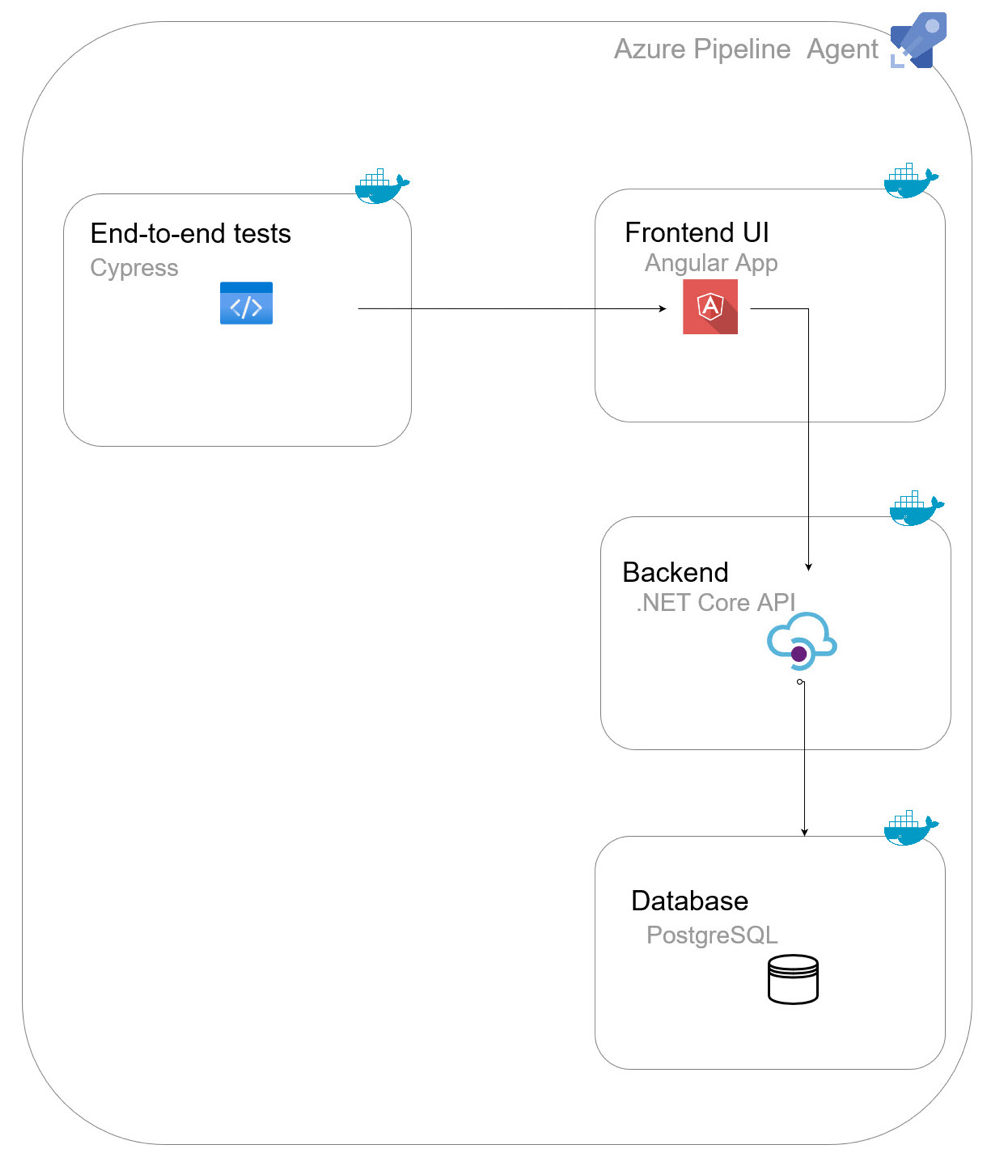 Azure Pipeline Agent
End-to-end tests
Cypress
</>
Frontend UI
Angular App
A
Backend
.NET Core API
Database
PostgreSQL